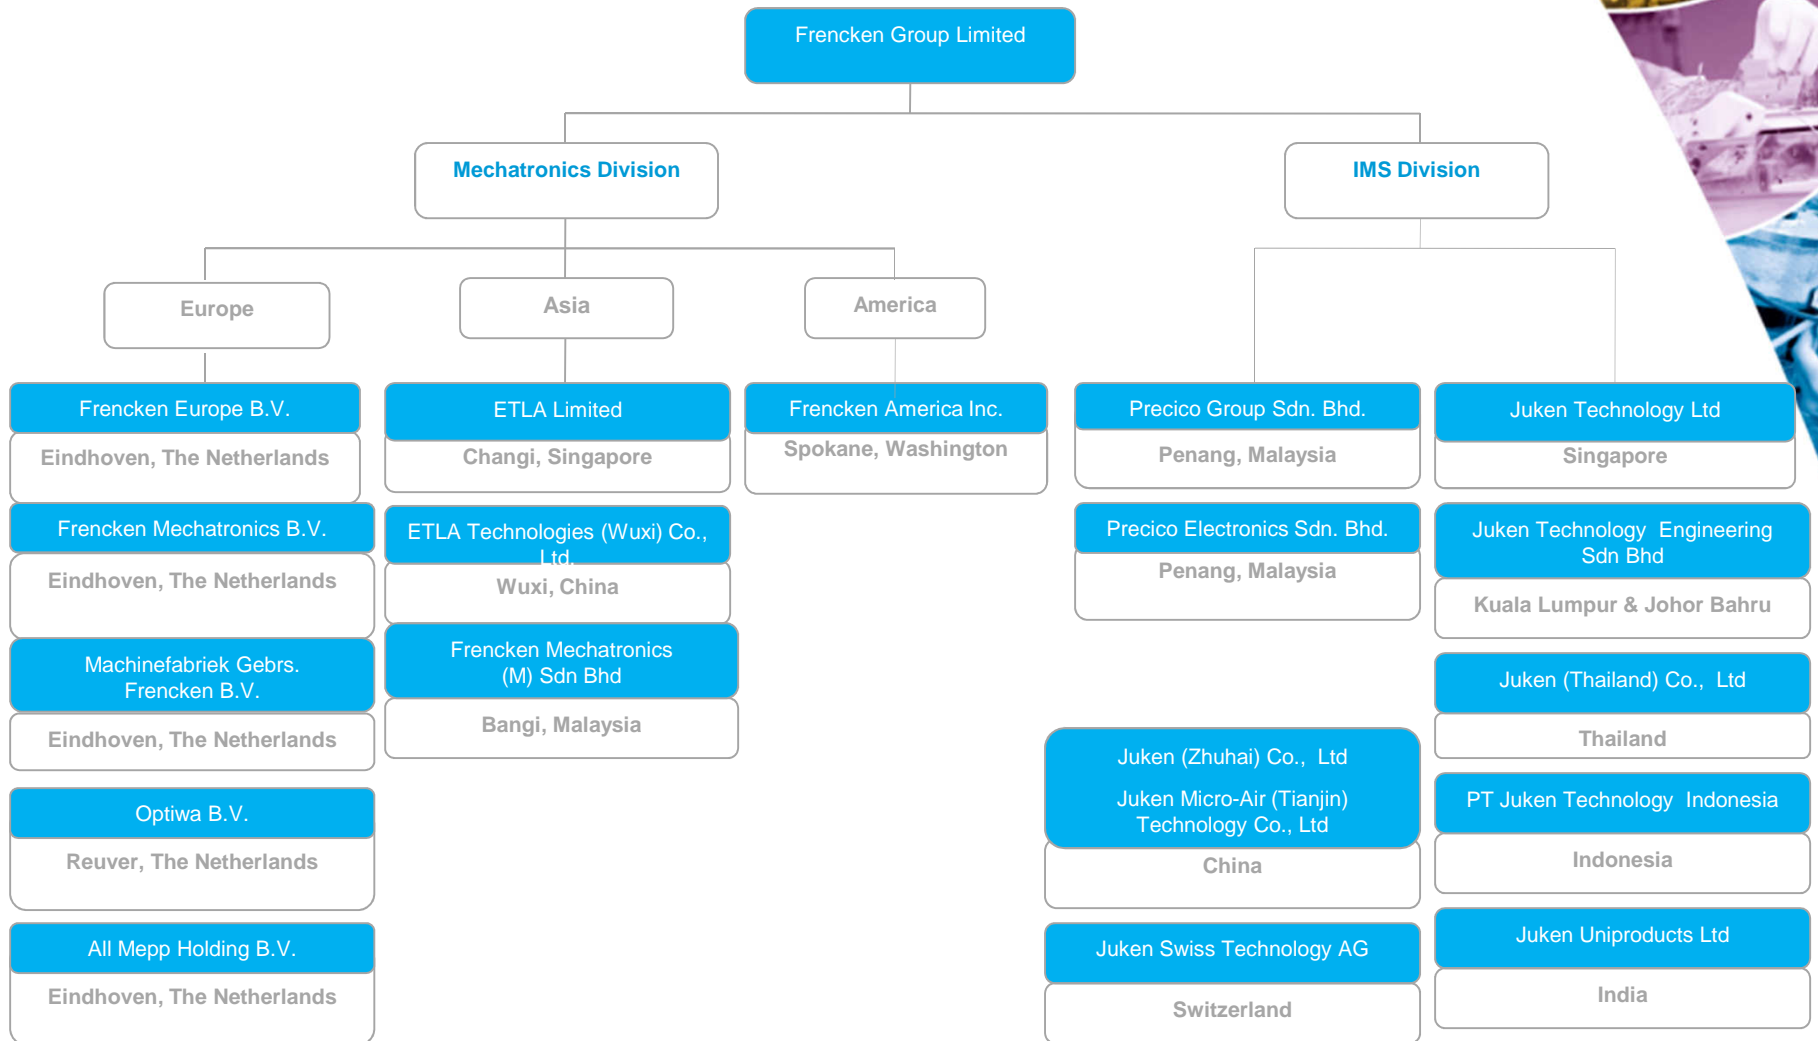 Frencken Group Limited
Mechatronics Division
IMS Division
Europe
Asia
America
Frencken Europe B.V.
Eindhoven, The Netherlands
Frencken Mechatronics B.V.
Eindhoven, The Netherlands
Machinefabriek Gebrs.
Frencken B.V.
Eindhoven, The Netherlands
Optiwa B.V.
Reuver, The Netherlands
All Mepp Holding B.V.
Eindhoven, The Netherlands
ETLA Limited
Changi, Singapore
ETLA Technologies (Wuxi) Co.,
Ltd.
Wuxi, China
Frencken Mechatronics
(M) Sdn Bhd
Bangi, Malaysia
Frencken America Inc.
Spokane, Washington
Precico Group Sdn. Bhd.
Penang, Malaysia
Precico Electronics Sdn. Bhd.
Penang, Malaysia
Juken (Zhuhai) Co., Ltd
Juken Micro-Air (Tianjin)
Technology Co., Ltd
China
Juken Swiss Technology AG
Switzerland
Juken Technology Ltd
Singapore
Juken Technology Engineering
Sdn Bhd
Kuala Lumpur & Johor Bahru
Juken (Thailand) Co., Ltd
Thailand
PT Juken Technology Indonesia
Indonesia
Juken Uniproducts Ltd
India